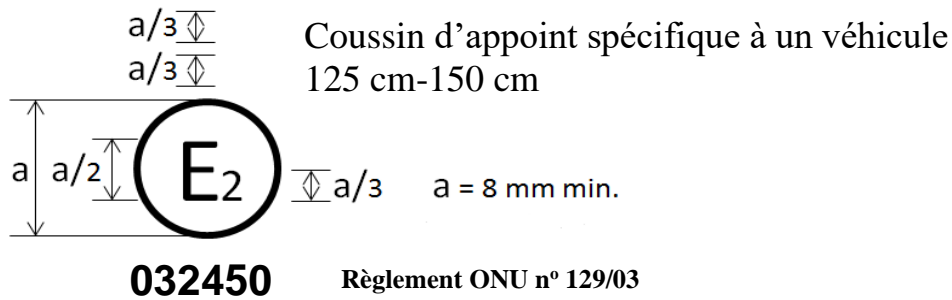 a/3
Coussin d’appoint spécifique à un véhicule
a/3
125 cm-150 cm
a a/2 E2 a/3 a = 8 mm min.
032450 Règlement ONU nº 129/03